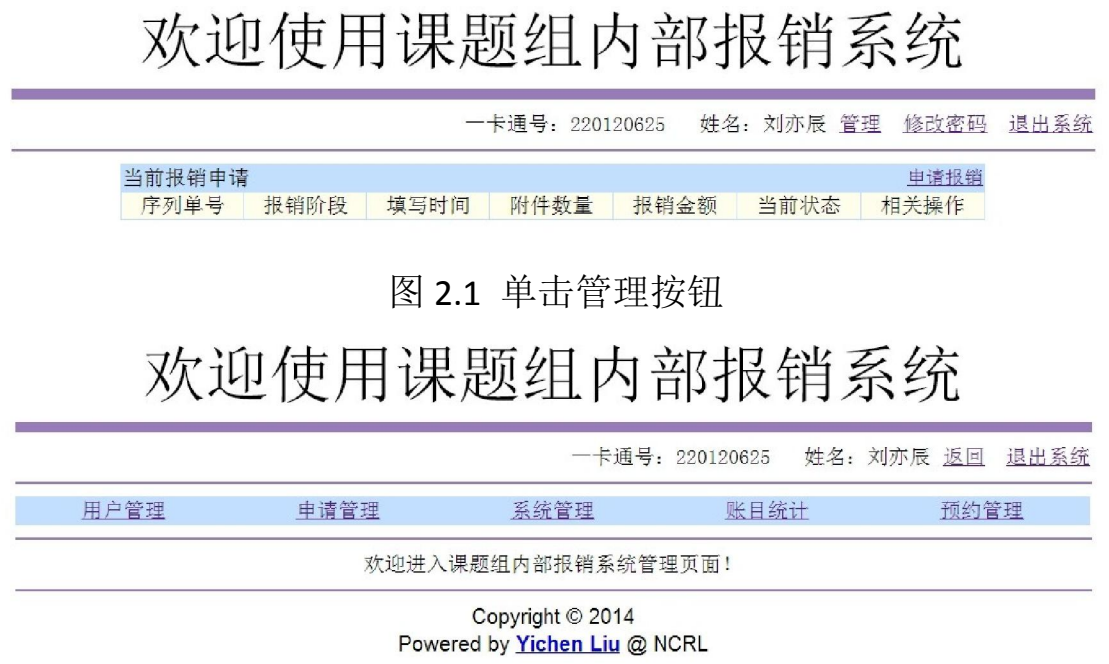 欢迎使用课题组内部报销系统
一卡通号：220120625 姓名：刘亦辰 管理 修改密码 退出系统
当前报销申请 申请报销
序列单号 报销阶段 填写时间 附件数量 报销金额 当前状态 相关操作
图 2.1 单击管理按钮
欢迎使用课题组内部报销系统
一卡通号：220120625 姓名：刘亦辰 返回 退出系统
用户管理 申请管理 系统管理 账目统计 预约管理
欢迎进入课题组内部报销系统管理页面！
Copyright © 2014
Powered by Yichen Liu @ NCRL